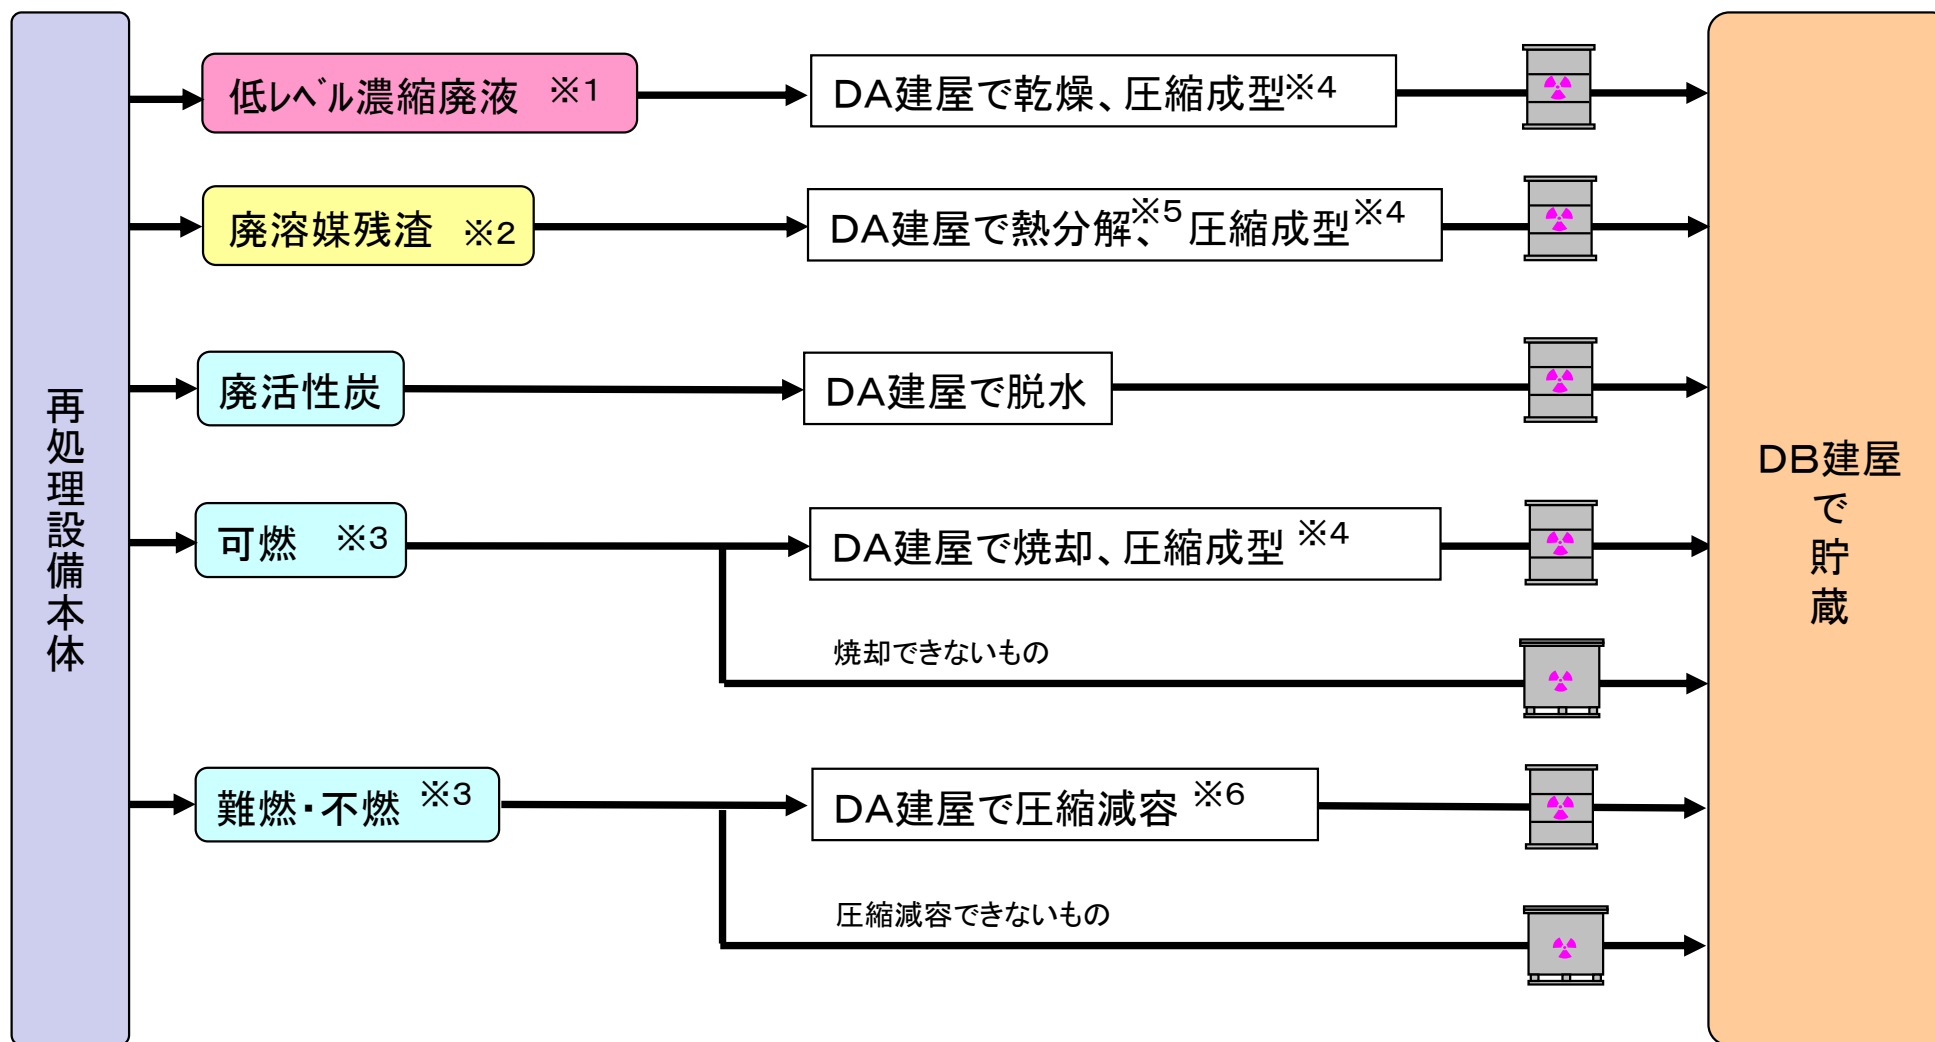 再処理設備本体
低レベル濃縮廃液 ※1
DA建屋で乾燥、圧縮成型※4
廃溶媒残渣 ※2
DA建屋で熱分解※5、圧縮成型※4
廃活性炭
DA建屋で脱水
可燃 ※3
DA建屋で焼却、圧縮成型 ※4
焼却できないもの
難燃・不燃 ※3
DA建屋で圧縮減容 ※6
圧縮減容できないもの
DB建屋
で
貯
蔵